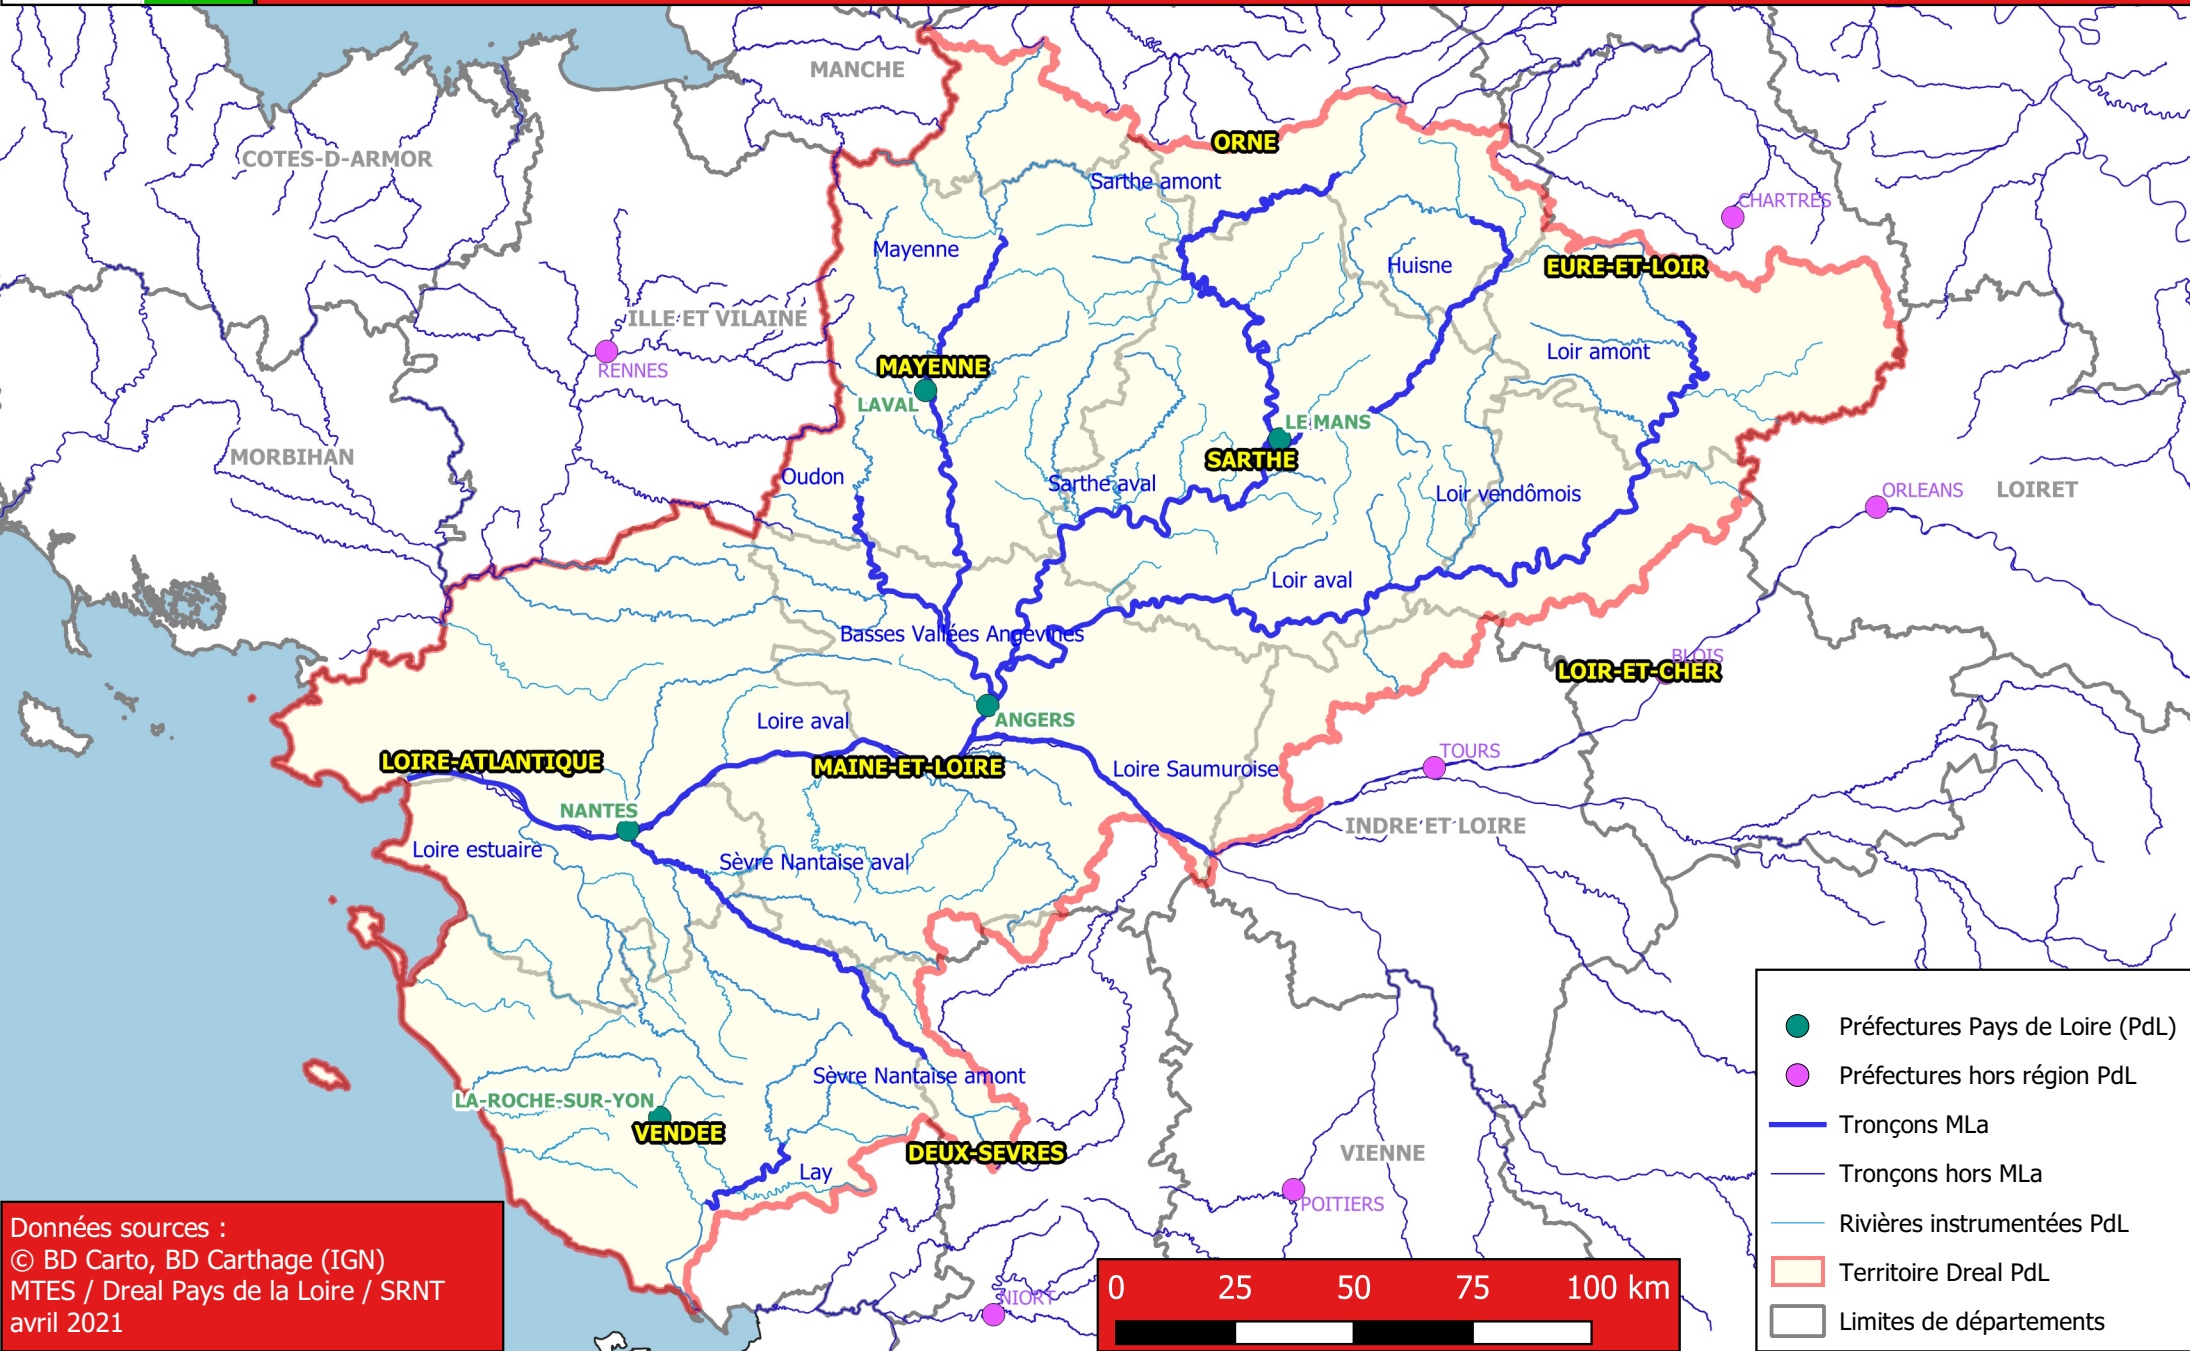 MANCHE
ORNE
COTES-D-ARMOR
Sarthe amont
CHARTRES
Mayenne
Huisne
EURE-ET-LOIR
ILLE ET VILAINE
Loir amont
RENNES
MAYENNE
LAVAL
LE MANS
SARTHE
MORBIHAN
Oudon
Sarthe aval
Loir vendômois
ORLEANS
LOIRET
Loir aval
Basses Vallées Angevines
BLOIS
LOIR-ET-CHER
Loire aval
ANGERS
LOIRE-ATLANTIQUE
MAINE-ET-LOIRE
Loire Saumuroise
TOURS
NANTES
INDRE ET LOIRE
Loire estuaire
Sèvre Nantaise aval
Sèvre Nantaise amont
LA-ROCHE-SUR-YON
VENDEE
DEUX-SEVRES
VIENNE
Lay
POITIERS
NIORT
Préfectures Pays de Loire (PdL)
Préfectures hors région PdL
Tronçons MLa
Tronçons hors MLa
Rivières instrumentées PdL
Territoire Dreal PdL
Limites de départements
Données sources :
© BD Carto, BD Carthage (IGN)
MTES / Dreal Pays de la Loire / SRNT
avril 2021
0 25 50 75 100 km